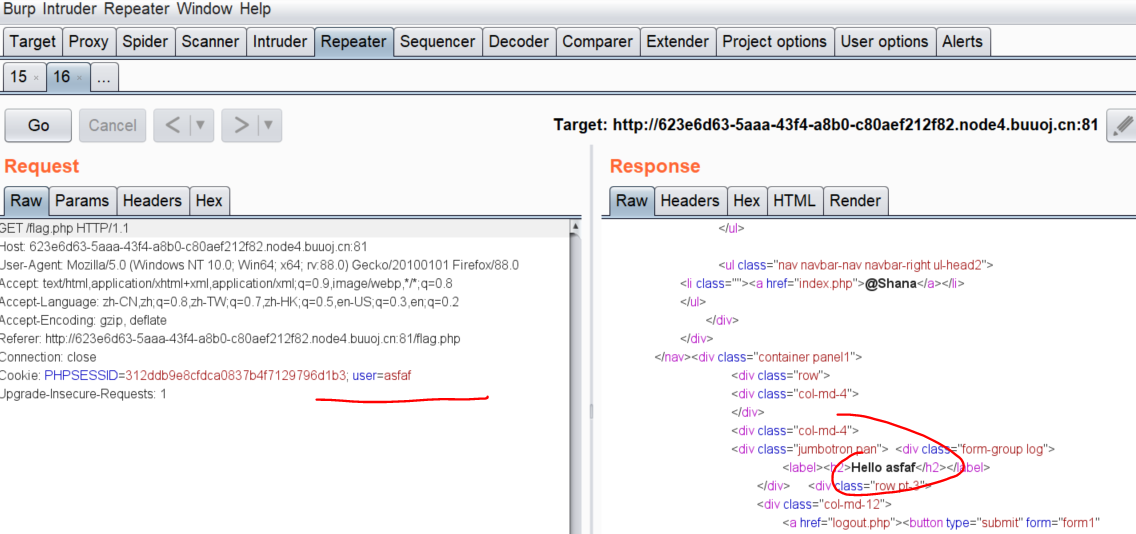 Burp Intruder Repeater Window Help
Target Proxy Spider Scanner Intruder Repeater Sequencer Decoder Comparer Extender Project options User options Alerts
15 × 16 × ...
Go Cancel < ▼ > ▼ Target: http://623e6d63-5aaa-43f4-a8b0-c80aef212f82.node4.buuoj.cn:81
Request
Raw Params Headers Hex
GET /flag.php HTTP/1.1
Host: 623e6d63-5aaa-43f4-a8b0-c80aef212f82.node4.buuoj.cn:81
User-Agent: Mozilla/5.0 (Windows NT 10.0; Win64; x64; rv:88.0) Gecko/20100101 Firefox/88.0
Accept: text/html,application/xhtml+xml,application/xml;q=0.9,image/webp,*/*;q=0.8
Accept-Language: zh-CN,zh;q=0.8,zh-TW;q=0.7,zh-HK;q=0.5,en-US;q=0.3,en;q=0.2
Accept-Encoding: gzip, deflate
Referer: http://623e6d63-5aaa-43f4-a8b0-c80aef212f82.node4.buuoj.cn:81/flag.php
Connection: close
Cookie: PHPSESSID=312ddb9e8cfdca0837b4f7129796d1b3; user=asfaf
Upgrade-Insecure-Requests: 1
Response
Raw Headers Hex HTML Render
</ul>
<ul class="nav navbar-nav navbar-right ul-head2">
<li class=""><a href="index.php">@Shana</a></li>
</ul>
</div>
</div>
</nav><div class="container panel1">
<div class="row">
<div class="col-md-4">
</div>
<div class="col-md-4">
<div class="jumbotron pan"> <div class="form-group log">
<label><h2>Hello asfaf</h2></label>
</div> <div class="row pt-3">
<div class="col-md-12">
<a href="logout.php"><button type="submit" form="form1"